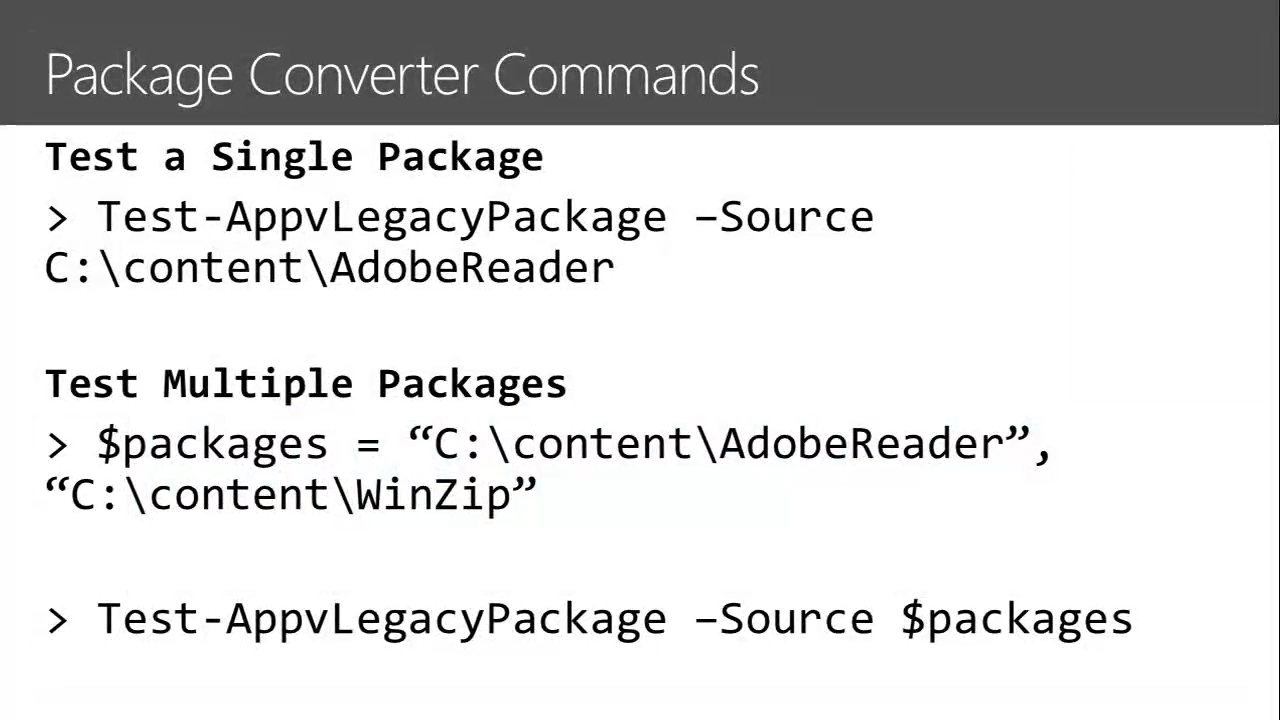 Package Converter Commands
Test a Single Package
> Test-AppvLegacyPackage –Source
C:\content\AdobeReader
Test Multiple Packages
> $packages = “C:\content\AdobeReader”,
“C:\content\WinZip”
> Test-AppvLegacyPackage –Source $packages